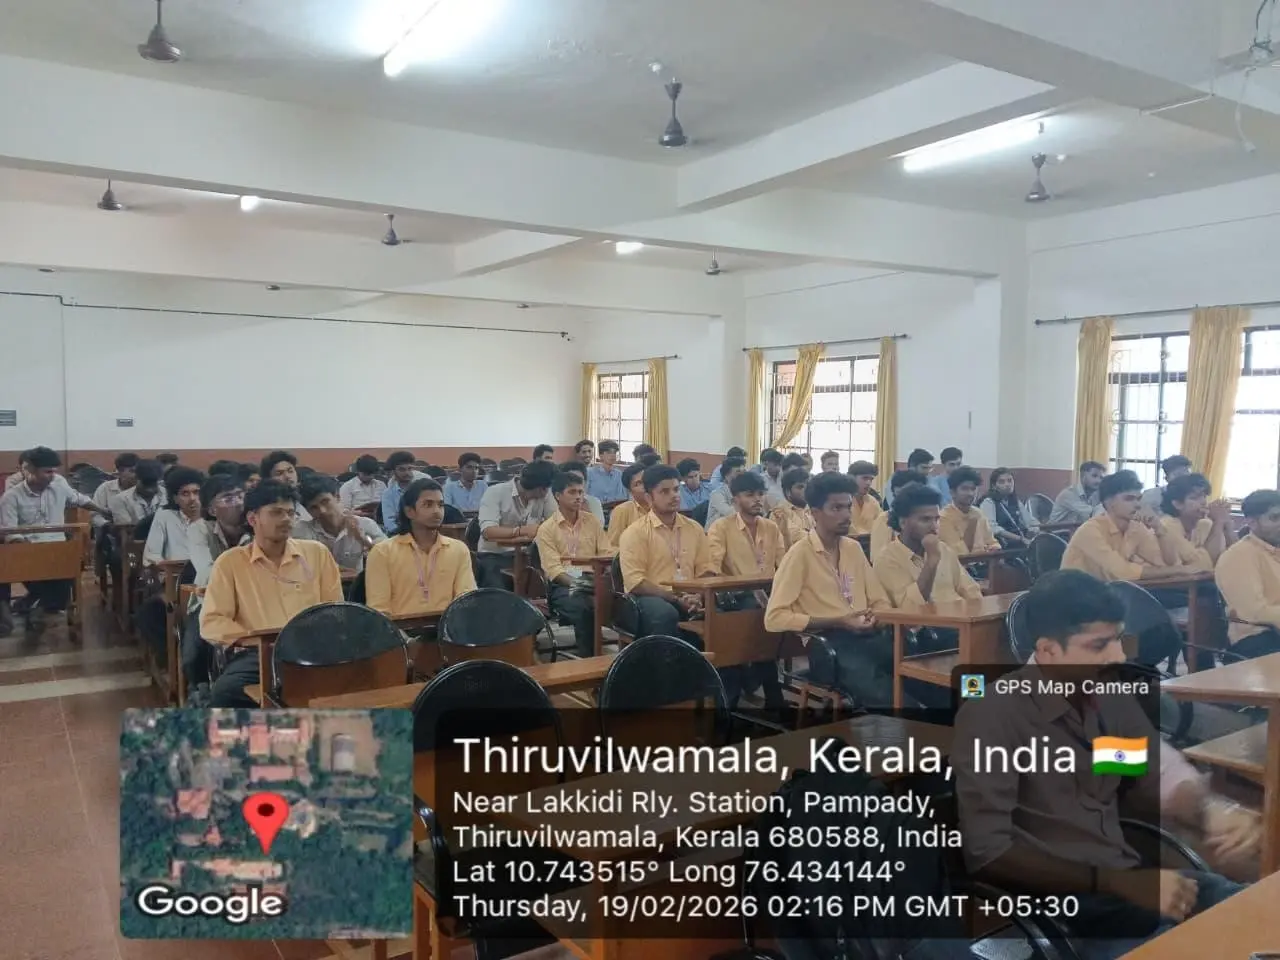 GPS Map Camera
Thiruvilwamala, Kerala, India
Near Lakkidi Rly. Station, Pampady,
Thiruvilwamala, Kerala 680588, India
Lat 10.743515° Long 76.434144°
Thursday, 19/02/2026 02:16 PM GMT +05:30
Google